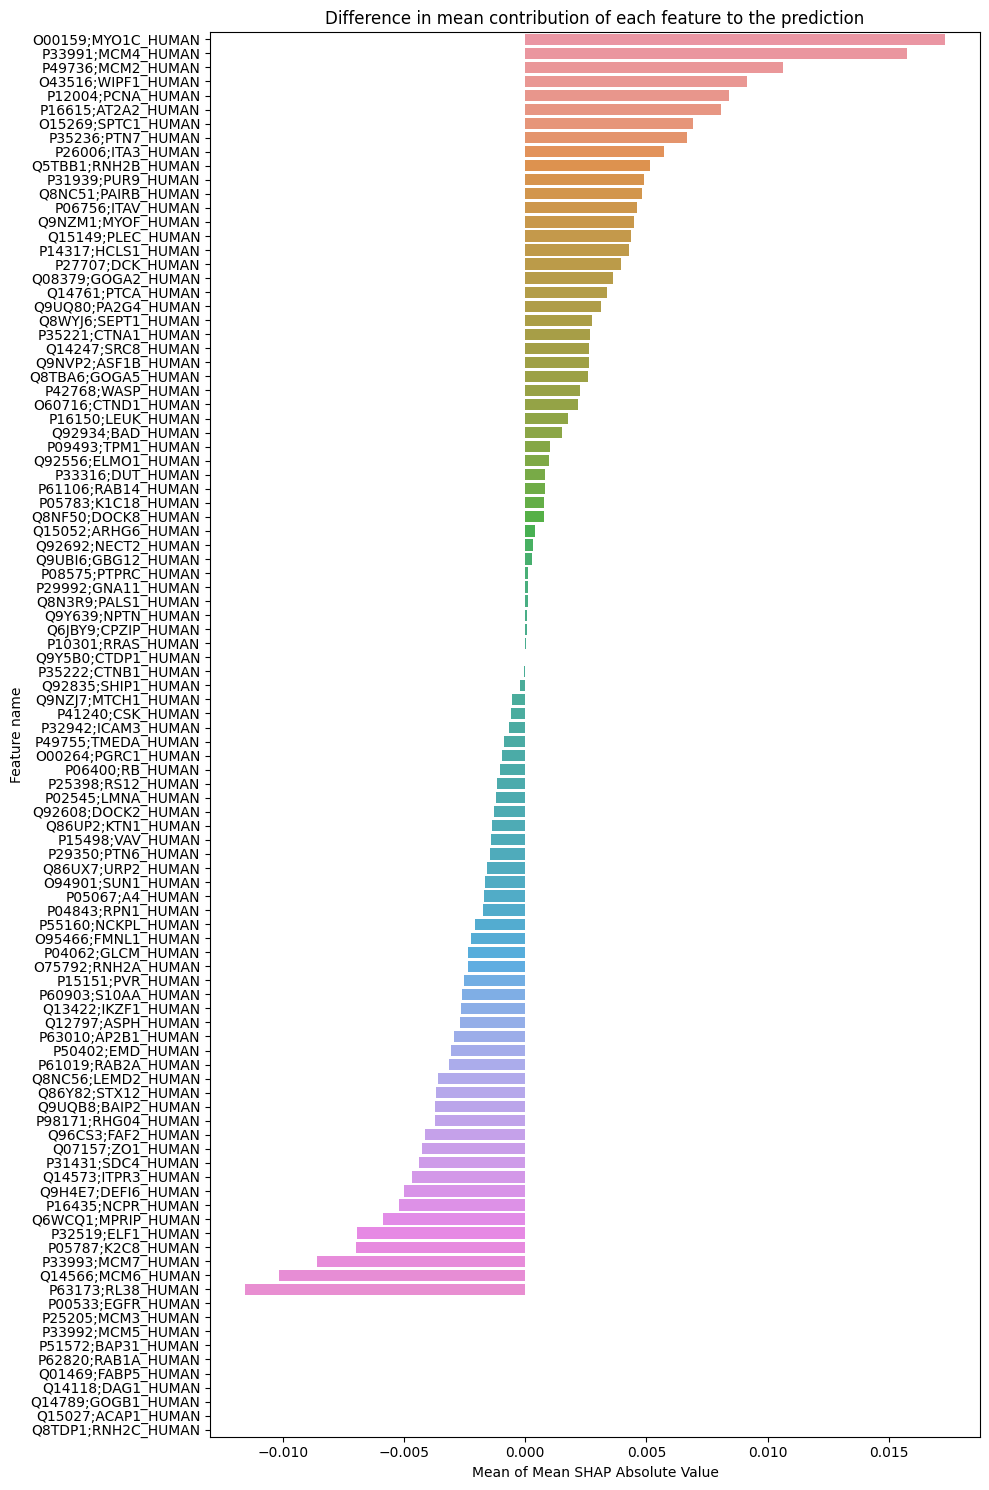 Difference in mean contribution of each feature to the prediction
O00159;MYO1C_HUMAN
P33991;MCM4_HUMAN
P49736;MCM2_HUMAN
O43516;WIPF1_HUMAN
P12004;PCNA_HUMAN
P16615;AT2A2_HUMAN
O15269;SPTC1_HUMAN
P35236;PTN7_HUMAN
P26006;ITA3_HUMAN
Q5TBB1;RNH2B_HUMAN
P31939;PUR9_HUMAN
Q8NC51;PAIRB_HUMAN
P06756;ITAV_HUMAN
Q9NZM1;MYOF_HUMAN
Q15149;PLEC_HUMAN
P14317;HCLS1_HUMAN
P27707;DCK_HUMAN
Q08379;GOGA2_HUMAN
Q14761;PTCA_HUMAN
Q9UQ80;PA2G4_HUMAN
Q8WYJ6;SEPT1_HUMAN
P35221;CTNA1_HUMAN
Q14247;SRC8_HUMAN
Q9NVP2;ASF1B_HUMAN
Q8TBA6;GOGA5_HUMAN
P42768;WASP_HUMAN
O60716;CTND1_HUMAN
P16150;LEUK_HUMAN
Q92934;BAD_HUMAN
P09493;TPM1_HUMAN
Q92556;ELMO1_HUMAN
P33316;DUT_HUMAN
P61106;RAB14_HUMAN
P05783;K1C18_HUMAN
Q8NF50;DOCK8_HUMAN
Q15052;ARHG6_HUMAN
Q92692;NECT2_HUMAN
Q9UBI6;GBG12_HUMAN
P08575;PTPRC_HUMAN
P29992;GNA11_HUMAN
Q8N3R9;PALS1_HUMAN
Q9Y639;NPTN_HUMAN
Q6JBY9;CPZIP_HUMAN
P10301;RRAS_HUMAN
Q9Y5B0;CTDP1_HUMAN
P35222;CTNB1_HUMAN
Q92835;SHIP1_HUMAN
Q9NZJ7;MTCH1_HUMAN
P41240;CSK_HUMAN
P32942;ICAM3_HUMAN
P49755;TMEDA_HUMAN
O00264;PGRC1_HUMAN
P06400;RB_HUMAN
P25398;RS12_HUMAN
P02545;LMNA_HUMAN
Q92608;DOCK2_HUMAN
Q86UP2;KTN1_HUMAN
P15498;VAV_HUMAN
P29350;PTN6_HUMAN
Q86UX7;URP2_HUMAN
O94901;SUN1_HUMAN
P05067;A4_HUMAN
P04843;RPN1_HUMAN
P55160;NCKPL_HUMAN
O95466;FMNL1_HUMAN
P04062;GLCM_HUMAN
O75792;RNH2A_HUMAN
P15151;PVR_HUMAN
P60903;S10AA_HUMAN
Q13422;IKZF1_HUMAN
Q12797;ASPH_HUMAN
P63010;AP2B1_HUMAN
P50402;EMD_HUMAN
P61019;RAB2A_HUMAN
Q8NC56;LEMD2_HUMAN
Q86Y82;STX12_HUMAN
Q9UQB8;BAIP2_HUMAN
P98171;RHG04_HUMAN
Q96CS3;FAF2_HUMAN
Q07157;ZO1_HUMAN
P31431;SDC4_HUMAN
Q14573;ITPR3_HUMAN
Q9H4E7;DEFI6_HUMAN
P16435;NCPR_HUMAN
Q6WCQ1;MPRIP_HUMAN
P32519;ELF1_HUMAN
P05787;K2C8_HUMAN
P33993;MCM7_HUMAN
Q14566;MCM6_HUMAN
P63173;RL38_HUMAN
P00533;EGFR_HUMAN
P25205;MCM3_HUMAN
P33992;MCM5_HUMAN
P51572;BAP31_HUMAN
P62820;RAB1A_HUMAN
Q01469;FABP5_HUMAN
Q14118;DAG1_HUMAN
Q14789;GOGB1_HUMAN
Q15027;ACAP1_HUMAN
Q8TDP1;RNH2C_HUMAN
Feature name
−0.010 −0.005 0.000 0.005 0.010 0.015
Mean of Mean SHAP Absolute Value